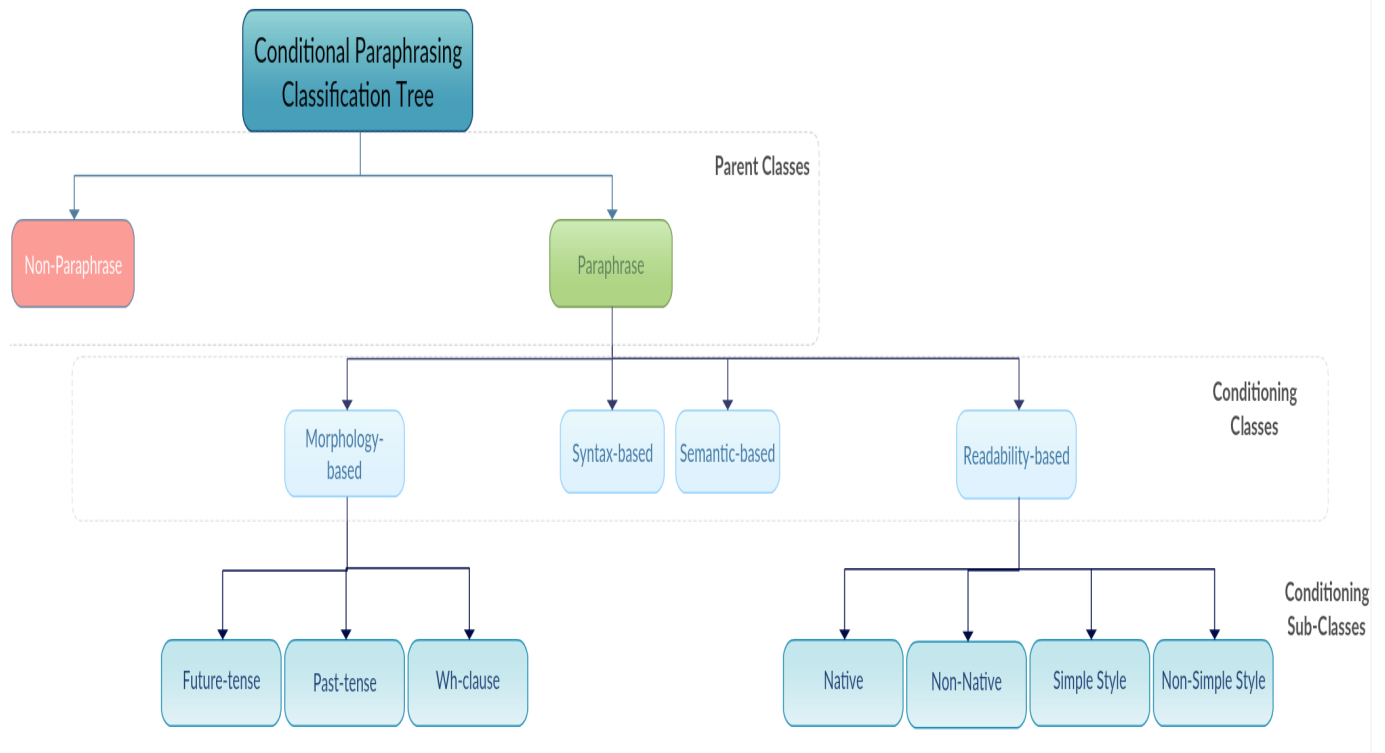 Conditional Paraphrasing
Classification Tree
Parent Classes
Non-Paraphrase
Paraphrase
Conditioning
Classes
Morphology-
based
Syntax-based
Semantic-based
Readability-based
Conditioning
Sub-Classes
Future-tense
Past-tense
Wh-clause
Native
Non-Native
Simple Style
Non-Simple Style